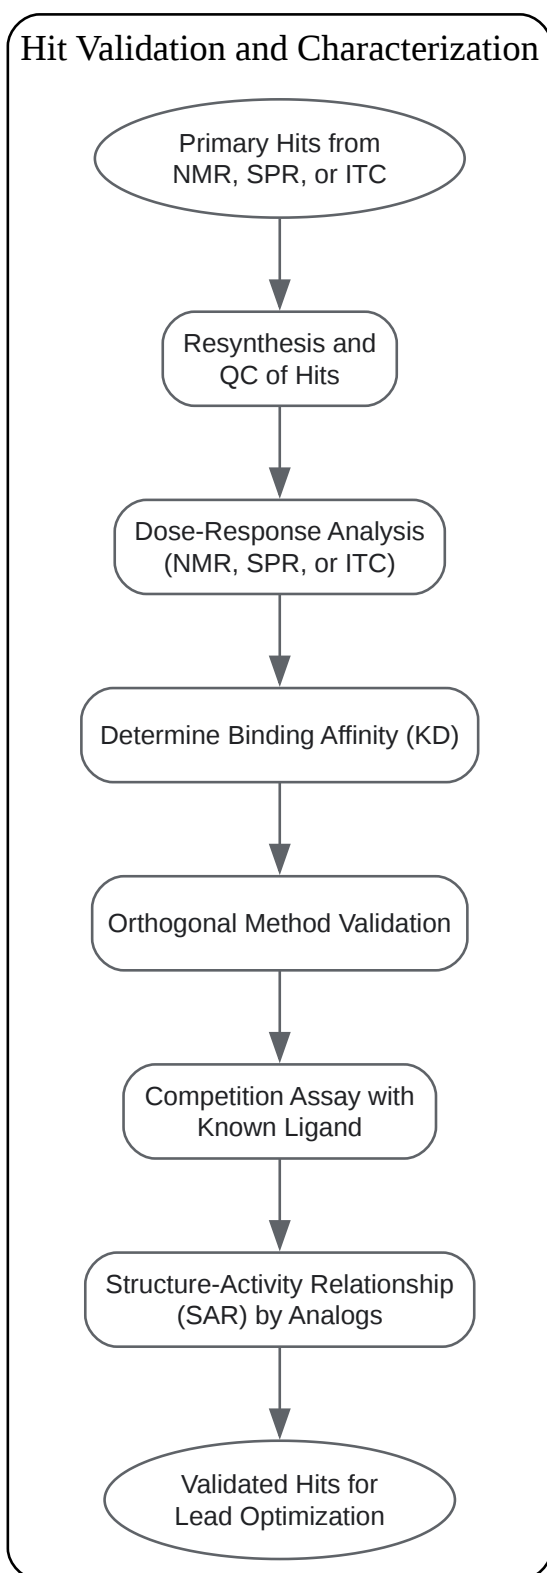 Hit Validation and Characterization
Primary Hits from
NMR, SPR, or ITC
Resynthesis and
QC of Hits
Dose-Response Analysis
(NMR, SPR, or ITC)
Determine Binding Affinity (KD)
Orthogonal Method Validation
Competition Assay with
Known Ligand
Structure-Activity Relationship
(SAR) by Analogs
Validated Hits for
Lead Optimization